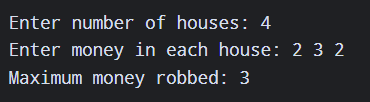 Enter number of houses: 4
Enter money in each house: 2 3 2
Maximum money robbed: 3